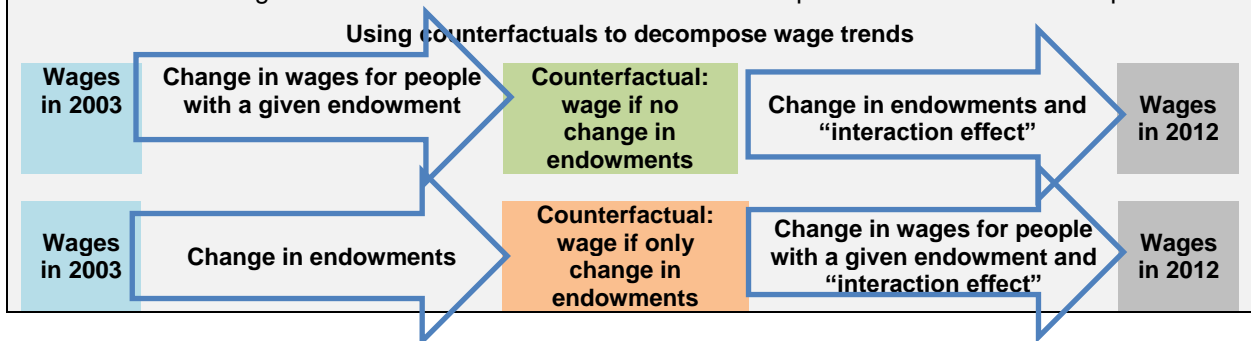 Using counterfactuals to decompose wage trends
Wages
in 2003
Change in wages for people
with a given endowment
Counterfactual:
wage if no
change in
endowments
Change in endowments and
“interaction effect”
Wages
in 2012
Wages
in 2003
Change in endowments
Counterfactual:
wage if only
change in
endowments
Change in wages for people
with a given endowment and
“interaction effect”
Wages
in 2012